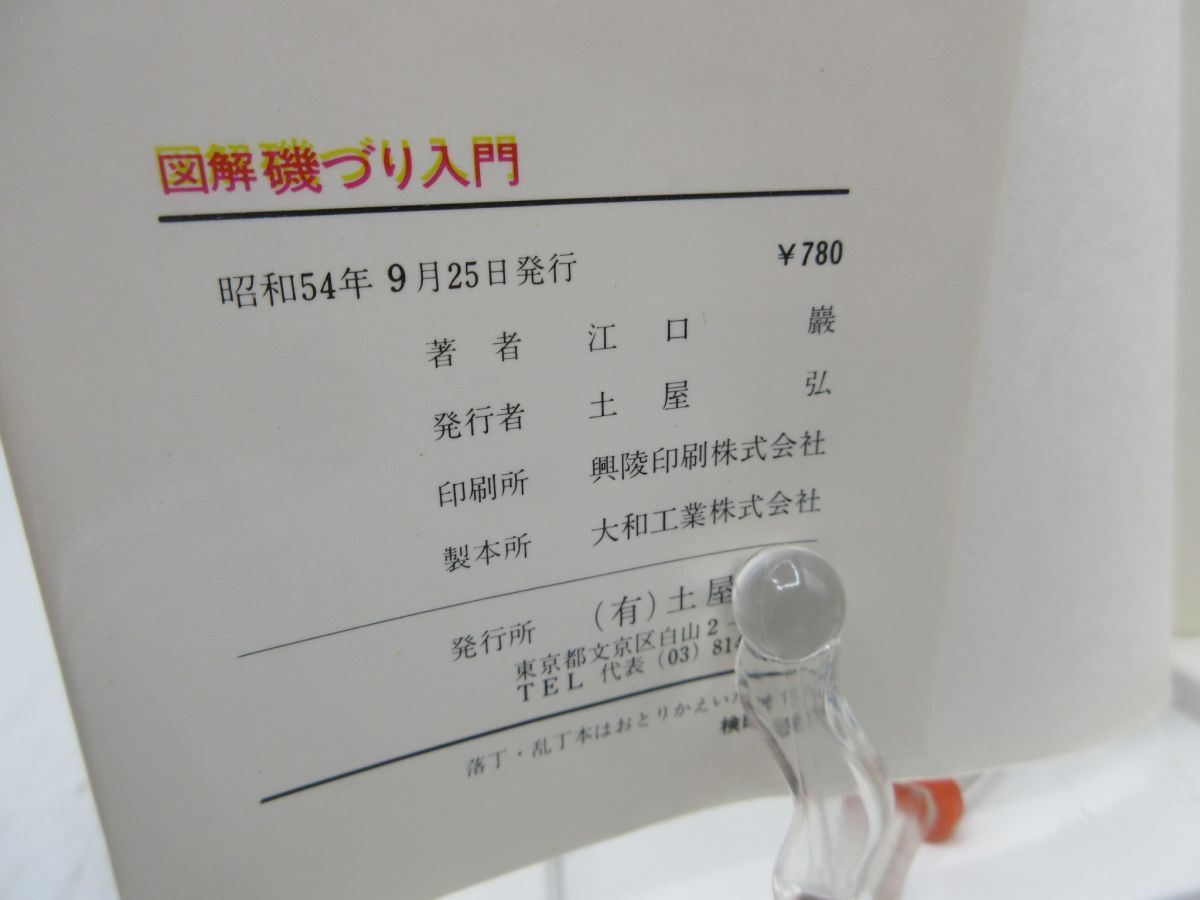 図解磯づり入門
昭和54年9月25日発行 ¥780
著者 江口 巖
発行者 土屋 弘
印刷所 興陵印刷株式会社
製本所 大和工業株式会社
発行所 (有)土屋
東京都文京区白山2-
TEL 代表 (03) 814
落丁・乱丁本はおとりかえいた
検印